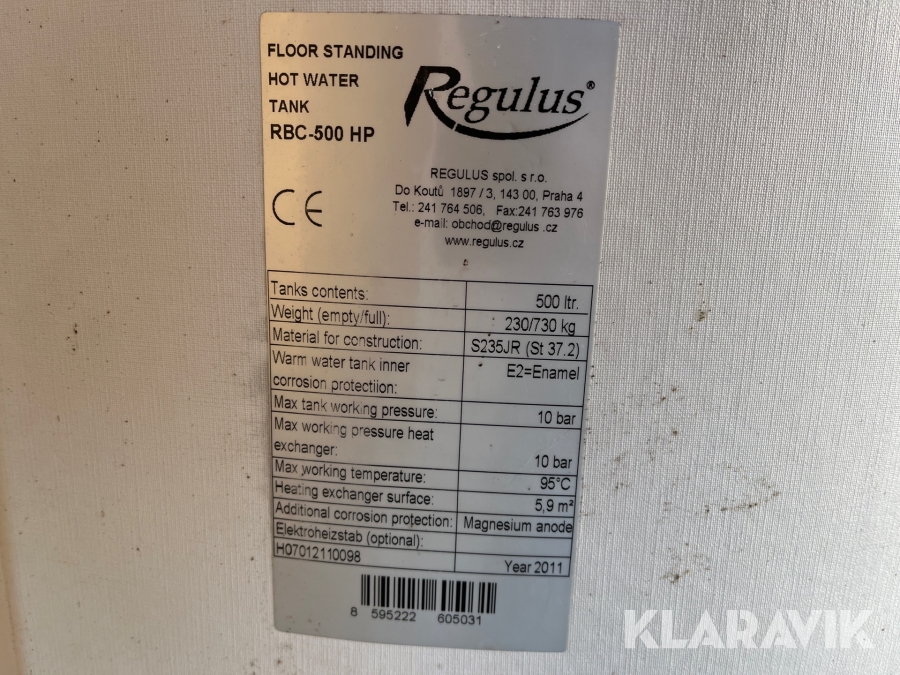 FLOOR STANDING
HOT WATER
TANK
RBC-500 HP
Regulus®
REGULUS spol. s r.o.
Do Koutů 1897 / 3, 143 00, Praha 4
Tel.: 241 764 506, Fax:241 763 976
e-mail: obchod@regulus .cz
www.regulus.cz
CE
Tanks contents: 500 ltr.
Weight (empty/full): 230/730 kg
Material for construction: S235JR (St 37.2)
Warm water tank inner
corrosion protectiion: E2=Enamel
Max tank working pressure: 10 bar
Max working pressure heat
exchanger: 10 bar
Max working temperature: 95°C
Heating exchanger surface: 5,9 m²
Additional corrosion protection: Magnesium anode
Elektroheizstab (optional):
H07012110098 Year 2011
8 595222 605031
KLARAVIK